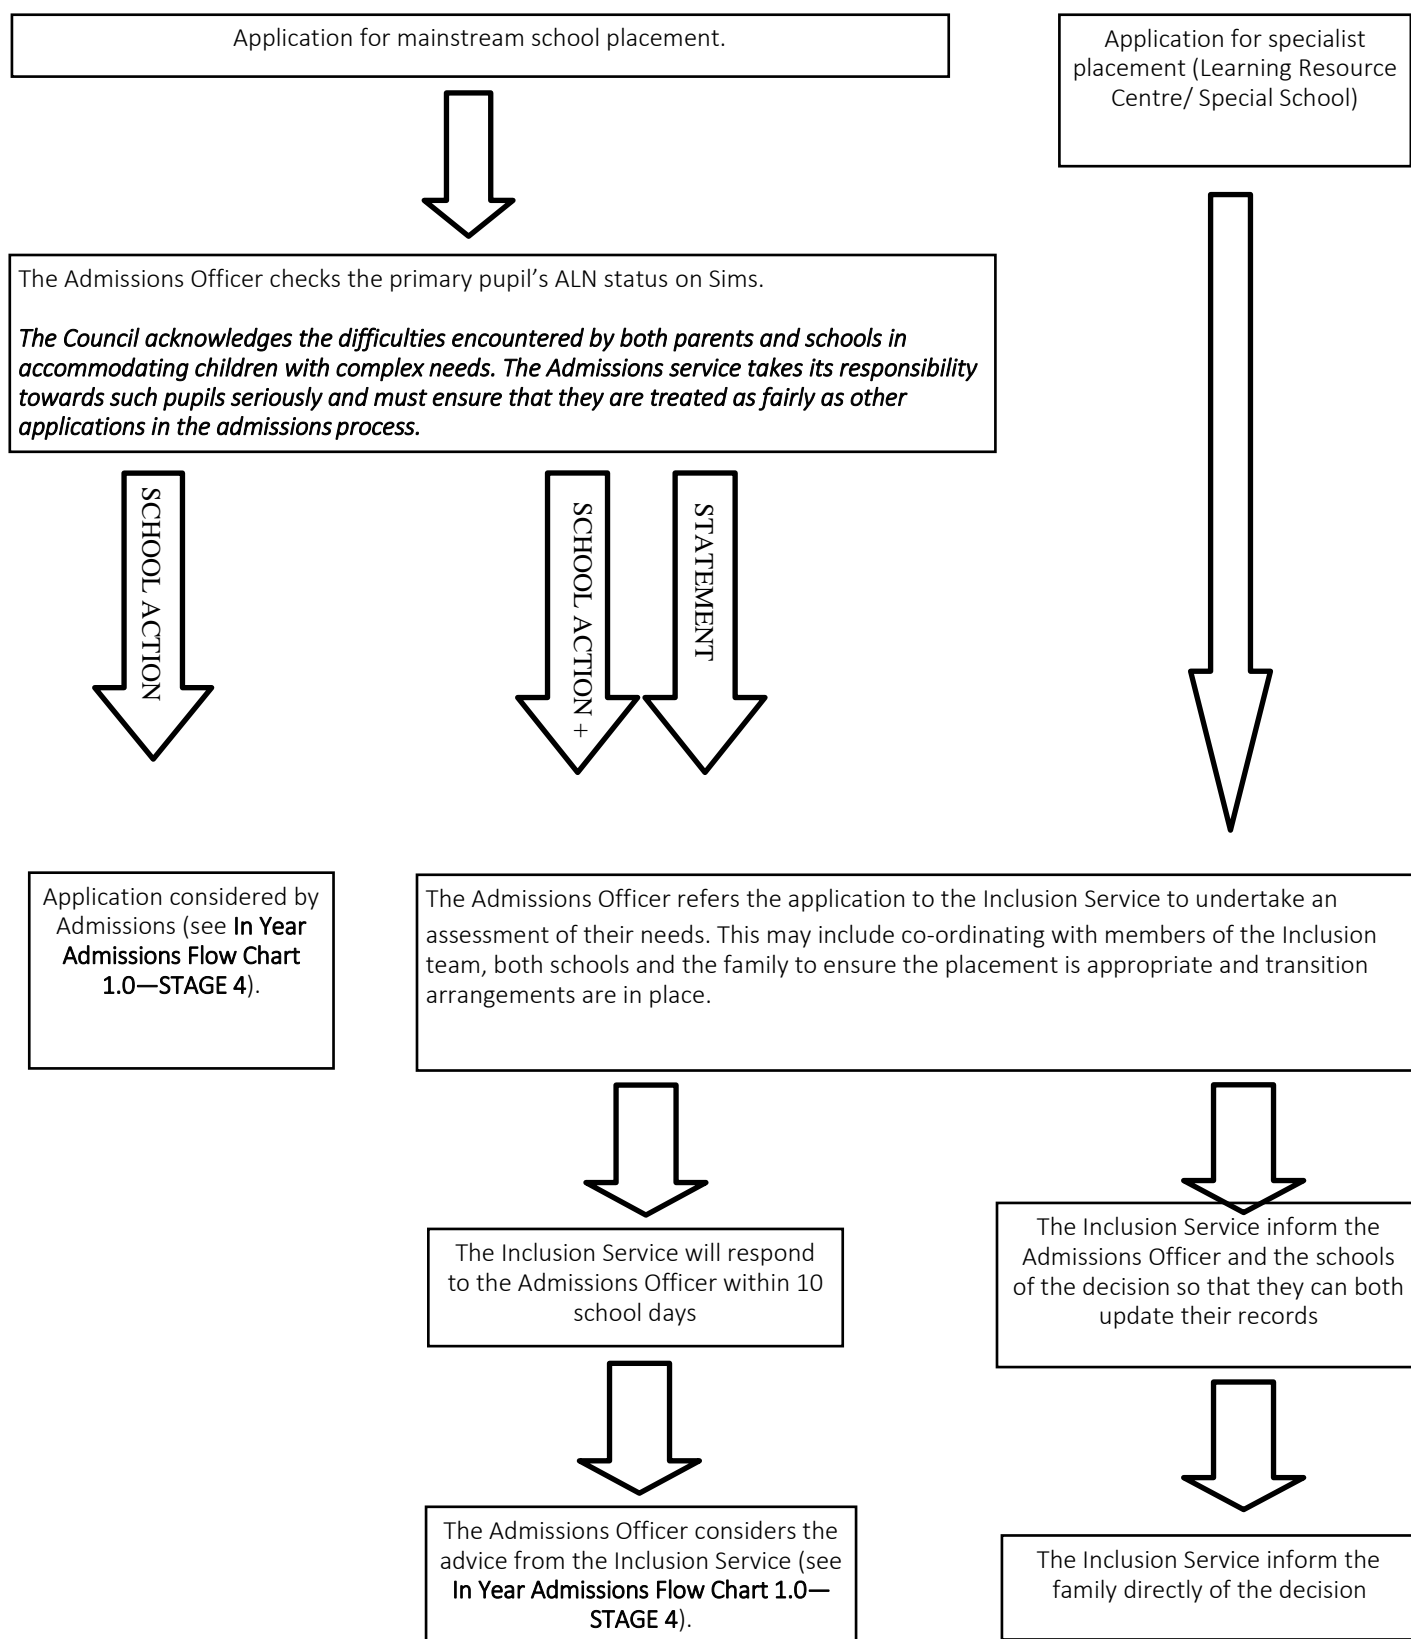 Application for mainstream school placement.
Application for specialist
placement (Learning Resource
Centre/ Special School)
The Admissions Officer checks the primary pupil’s ALN status on Sims.
The Council acknowledges the difficulties encountered by both parents and schools in
accommodating children with complex needs. The Admissions service takes its responsibility
towards such pupils seriously and must ensure that they are treated as fairly as other
applications in the admissions process.
SCHOOL ACTION
SCHOOL ACTION +
STATEMENT
Application considered by
Admissions (see In Year
Admissions Flow Chart
1.0—STAGE 4).
The Admissions Officer refers the application to the Inclusion Service to undertake an
assessment of their needs. This may include co-ordinating with members of the Inclusion
team, both schools and the family to ensure the placement is appropriate and transition
arrangements are in place.
The Inclusion Service will respond
to the Admissions Officer within 10
school days
The Inclusion Service inform the
Admissions Officer and the schools
of the decision so that they can both
update their records
The Admissions Officer considers the
advice from the Inclusion Service (see
In Year Admissions Flow Chart 1.0—
STAGE 4).
The Inclusion Service inform the
family directly of the decision